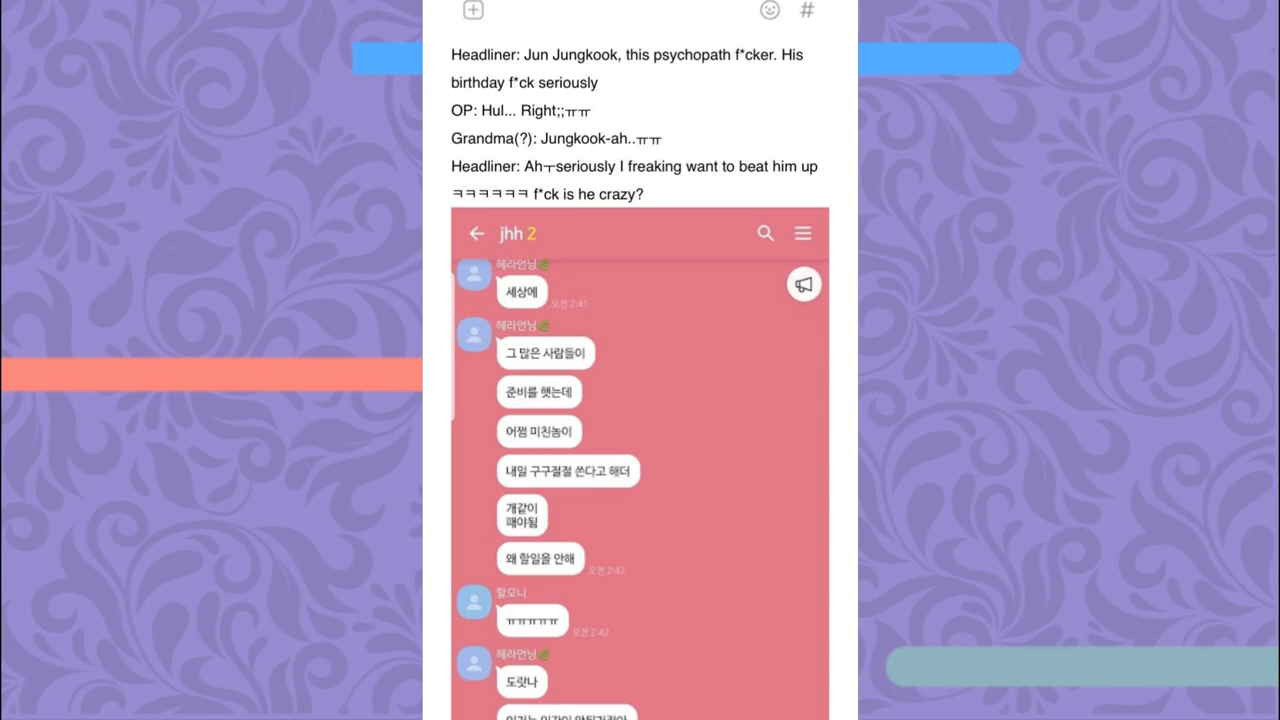 Headliner: Jun Jungkook, this psychopath f*cker. His
birthday f*ck seriously
OP: Hul... Right;;ㅠㅠ
Grandma(?): Jungkook-ah..ㅠㅠ
Headliner: Ahㅜseriously I freaking want to beat him up
ㅋㅋㅋㅋㅋㅋ f*ck is he crazy?
jhh 2
헤라언닝🌿
세상에
오전 2:41
헤라언닝🌿
그 많은 사람들이
준비를 햇는데
어쩜 미친놈이
내일 구구절절 쓴다고 해더
개같이
패야됨
왜 할일을 안해
오전 2:42
할모니
ㅠㅠㅠㅠㅠ
오전 2:42
헤라언닝🌿
도랏나